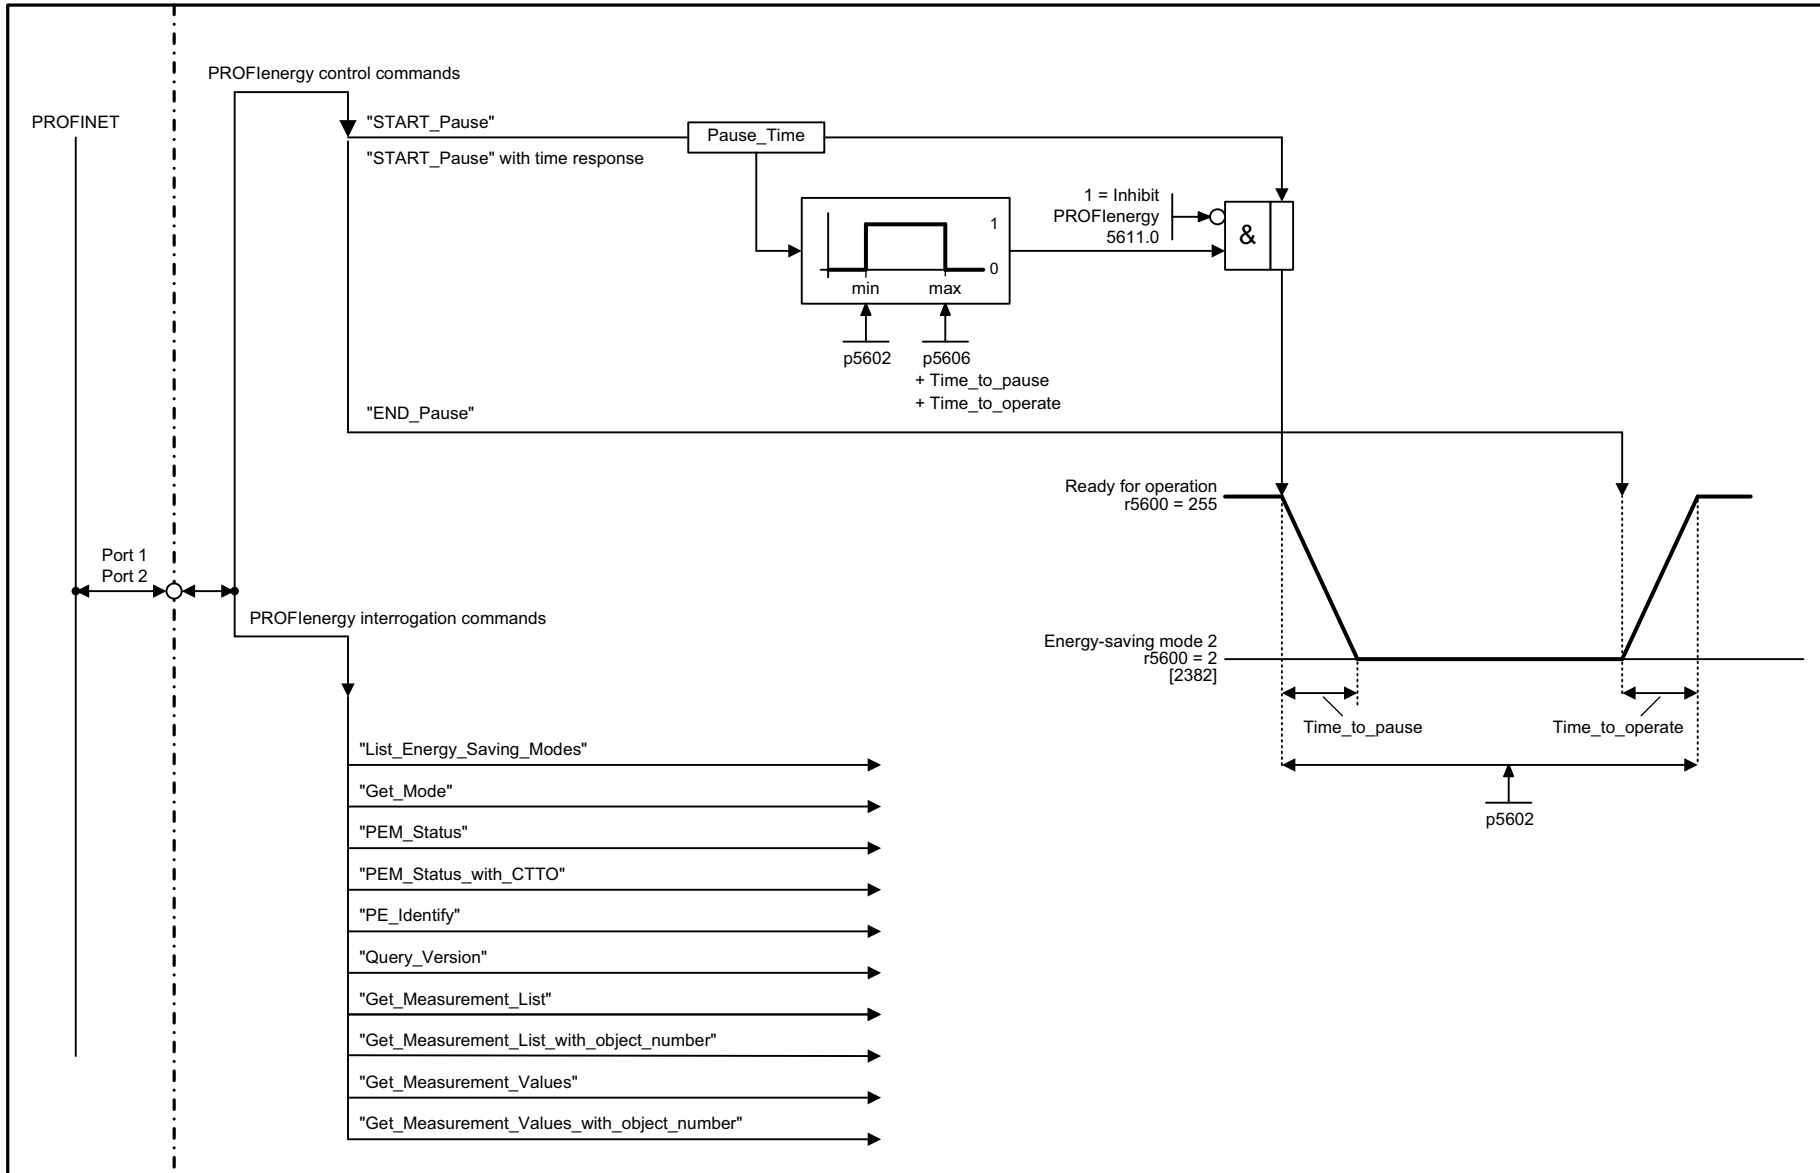 PROFIenergy control commands
PROFINET
"START_Pause"
"START_Pause" with time response
Pause_Time
1 = Inhibit
PROFIenergy
5611.0
&
1
0
min
max
p5602
p5606
+ Time_to_pause
+ Time_to_operate
"END_Pause"
Ready for operation
r5600 = 255
Port 1
Port 2
PROFIenergy interrogation commands
Energy-saving mode 2
r5600 = 2
[2382]
Time_to_pause
Time_to_operate
p5602
"List_Energy_Saving_Modes"
"Get_Mode"
"PEM_Status"
"PEM_Status_with_CTTO"
"PE_Identify"
"Query_Version"
"Get_Measurement_List"
"Get_Measurement_List_with_object_number"
"Get_Measurement_Values"
"Get_Measurement_Values_with_object_number"